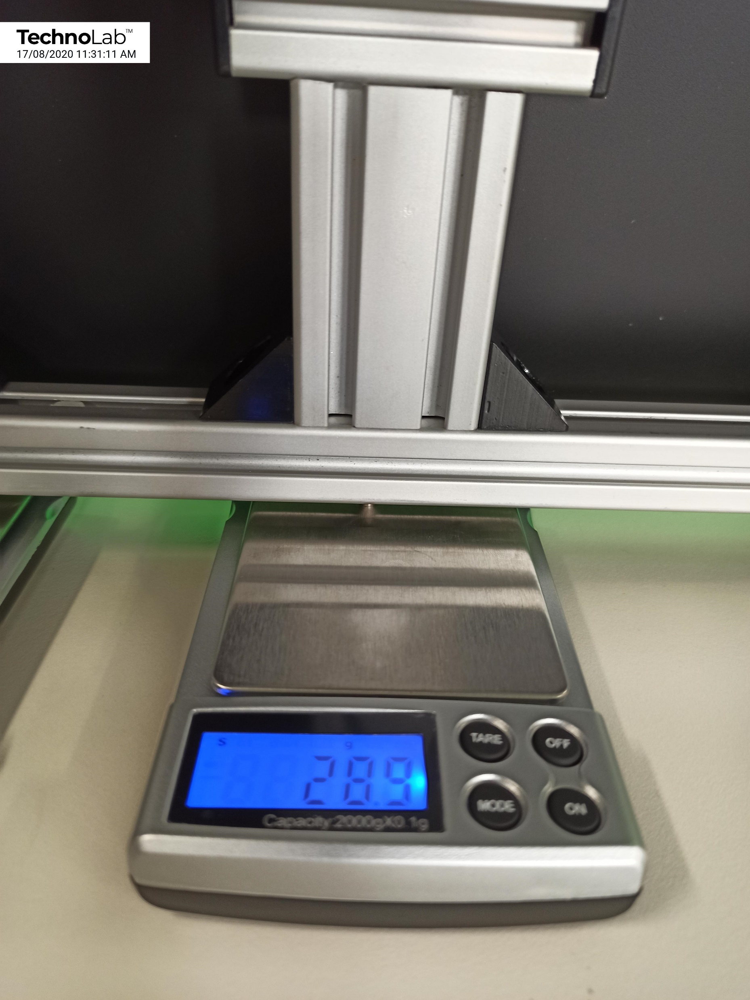 TechnoLab™
17/08/2020 11:31:11 AM
S g
28.9
Capacity:2000gX0.1g
TARE OFF
MODE ON